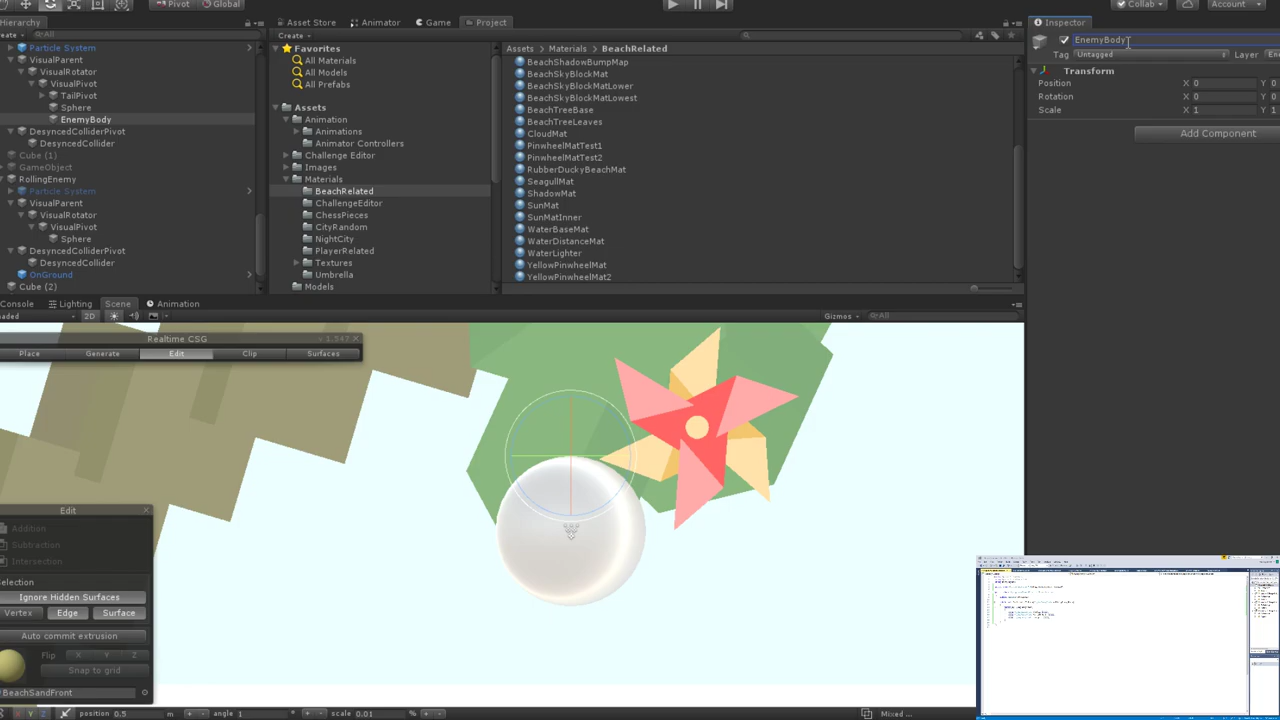 Pivot Global
Collab Account
Hierarchy
Particle System
VisualParent
VisualRotator
VisualPivot
TailPivot
Sphere
EnemyBody
DesyncedColliderPivot
DesyncedCollider
Cube (1)
GameObject
RollingEnemy
Particle System
VisualParent
VisualRotator
VisualPivot
Sphere
DesyncedColliderPivot
DesyncedCollider
OnGround
Cube (2)
Asset Store Animator Game Project
Create
Favorites
All Materials
All Models
All Prefabs
Assets
Animation
Animations
Animator Controllers
Challenge Editor
Images
Materials
BeachRelated
ChallengeEditor
ChessPieces
CityRandom
NightCity
PlayerRelated
Textures
Umbrella
Models
Assets Materials BeachRelated
BeachShadowBumpMap
BeachSkyBlockMat
BeachSkyBlockMatLower
BeachSkyBlockMatLowest
BeachTreeBase
BeachTreeLeaves
CloudMat
PinwheelMatTest1
PinwheelMatTest2
RubberDuckyBeachMat
SeagullMat
ShadowMat
SunMat
SunMatInner
WaterBaseMat
WaterDistanceMat
WaterLighter
YellowPinwheelMat
YellowPinwheelMat2
Inspector
EnemyBody
Tag Untagged Layer
Transform
Position X 0 Y 0
Rotation X 0 Y 0
Scale X 1 Y 1
Add Component
Console Lighting Scene Animation
2D Gizmos All
Realtime CSG v 1.547
Place Generate Edit Clip Surfaces
Edit
Addition
Subtraction
Intersection
Selection
Ignore Hidden Surfaces
Vertex Edge Surface
Auto commit extrusion
Flip X Y Z
Snap to grid
BeachSandFront
X Y Z position 0.5 m angle 1 ° scale 0.01 % Mixed ...